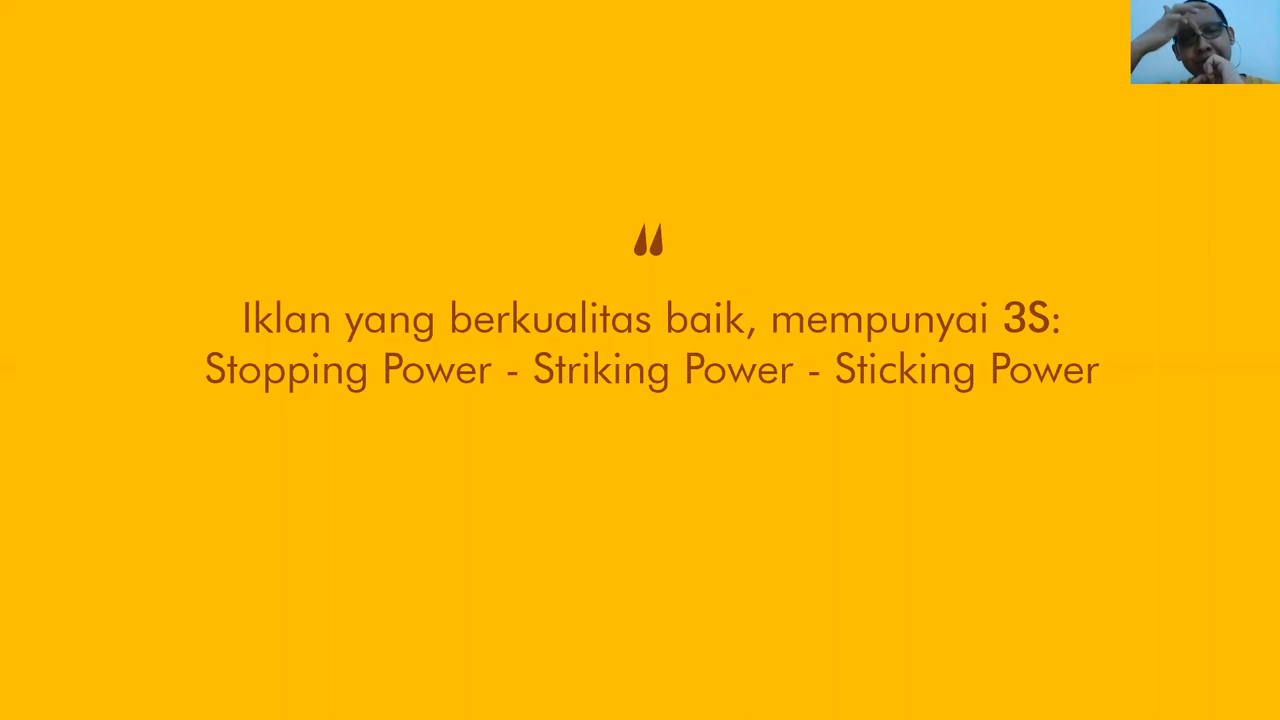 “
Iklan yang berkualitas baik, mempunyai 3S:
Stopping Power - Striking Power - Sticking Power